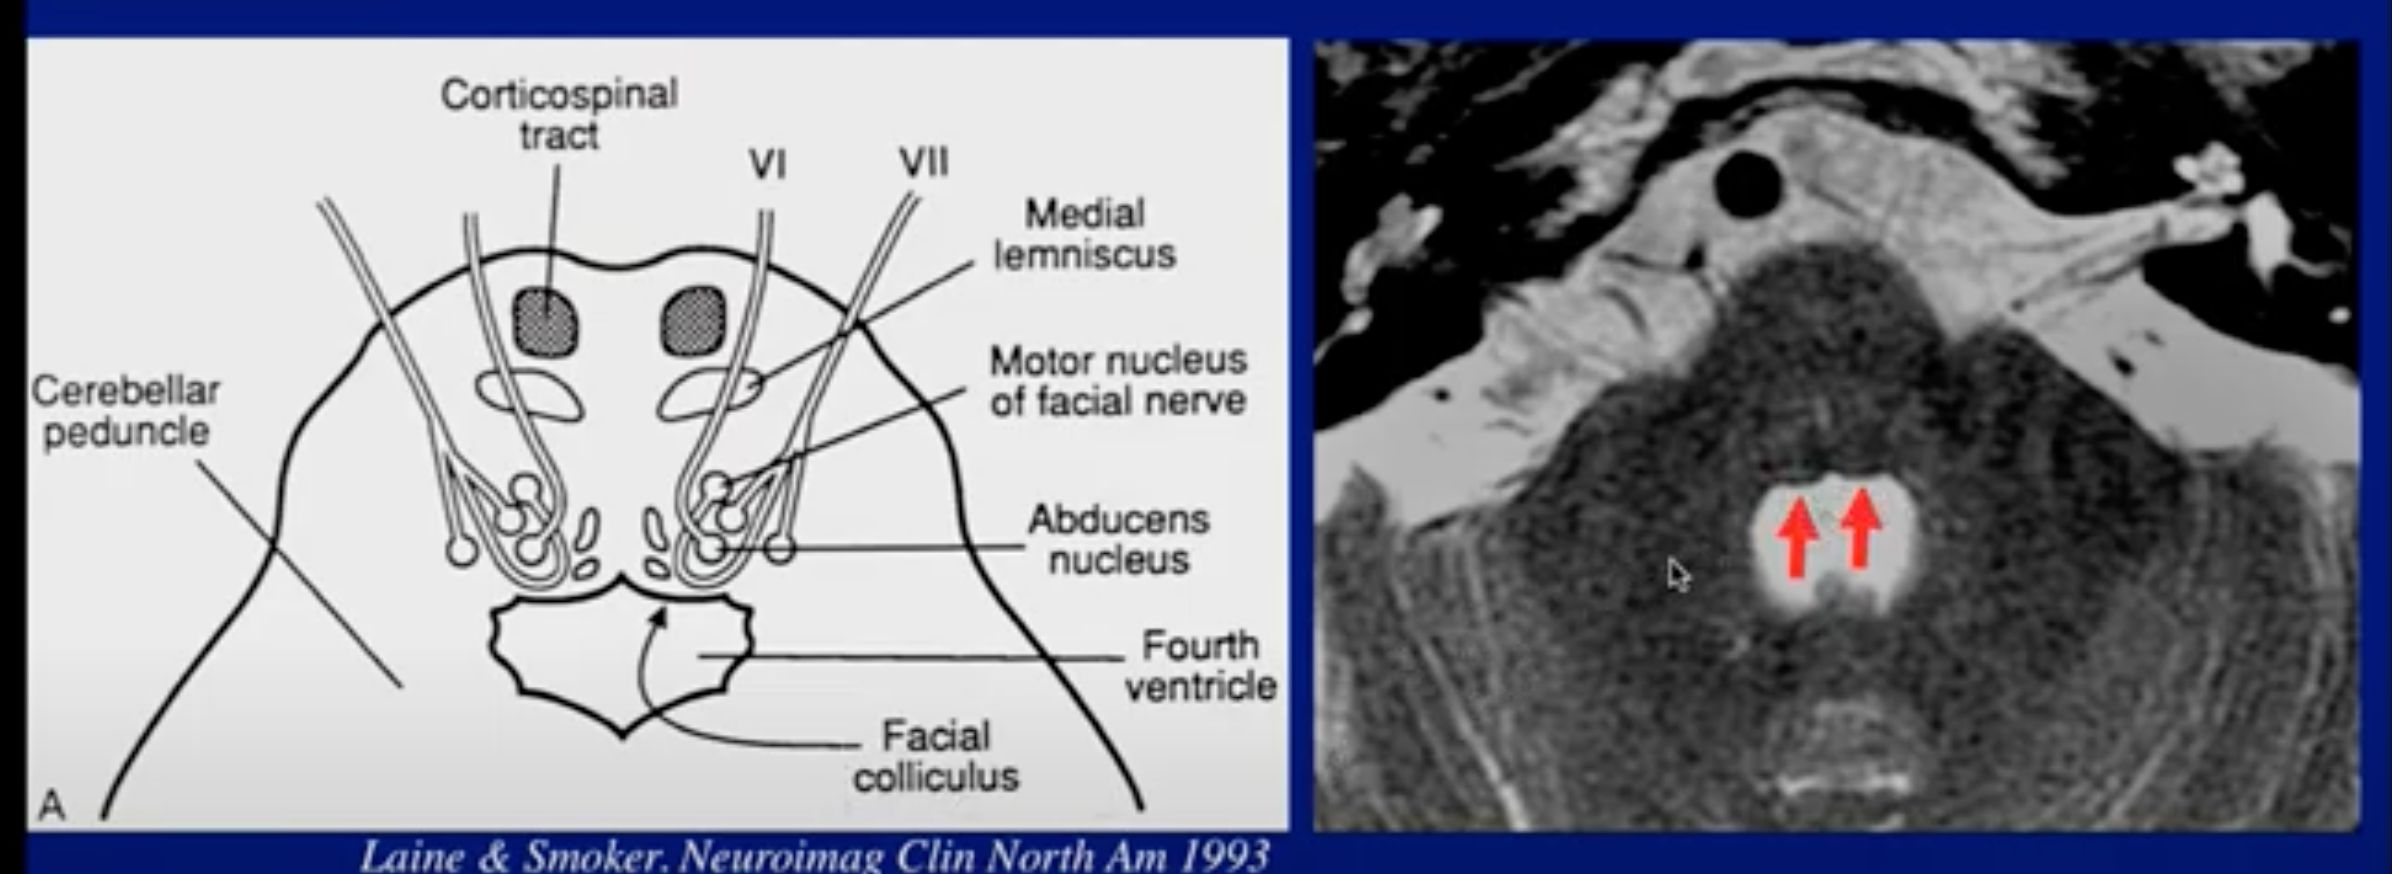 Corticospinal
tract
VI
VII
Medial
lemniscus
Motor nucleus
of facial nerve
Cerebellar
peduncle
Abducens
nucleus
Fourth
ventricle
Facial
colliculus
A
Laine & Smoker. Neuroimag Clin North Am 1993